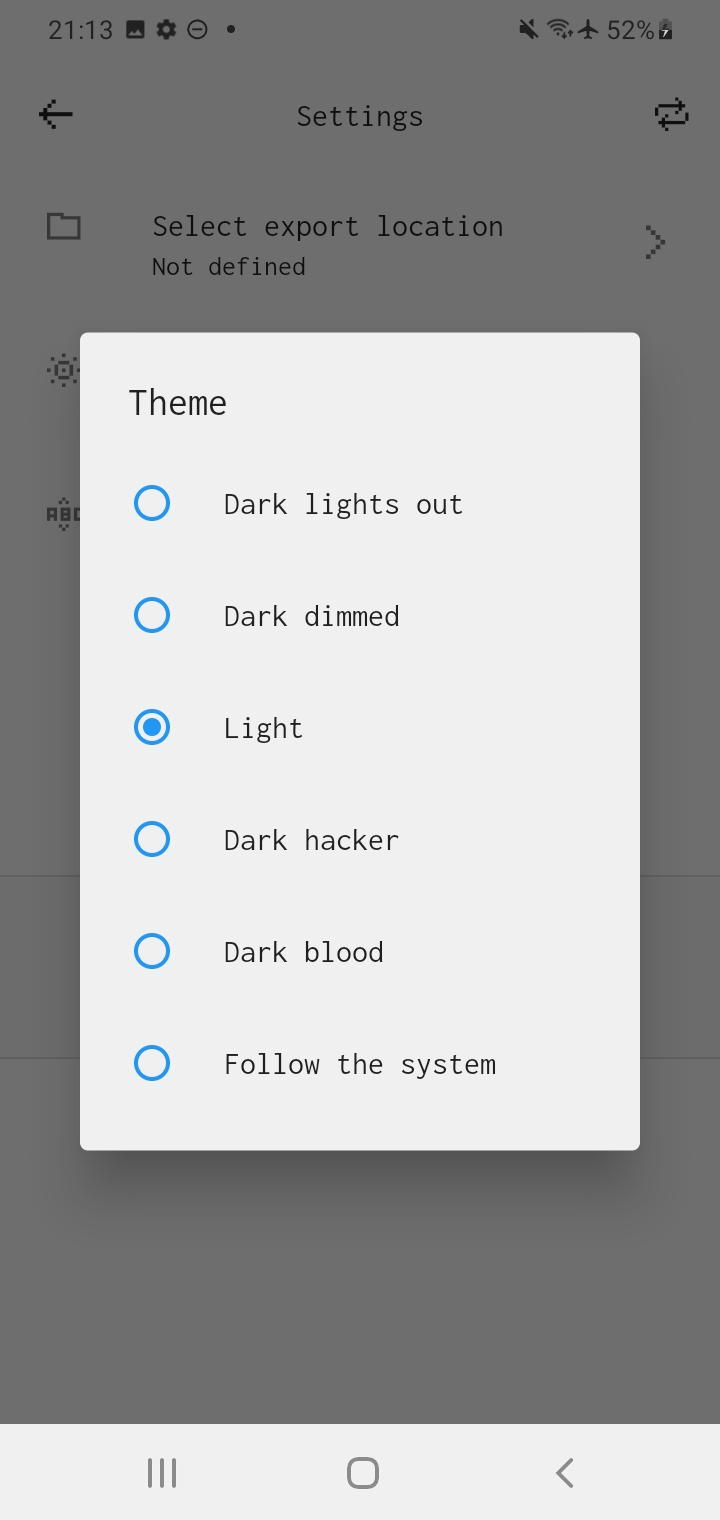 21:13
52%
Settings
Select export location
Not defined
Theme
Dark lights out
Dark dimmed
Light
ABC
Dark hacker
Dark blood
Follow the system